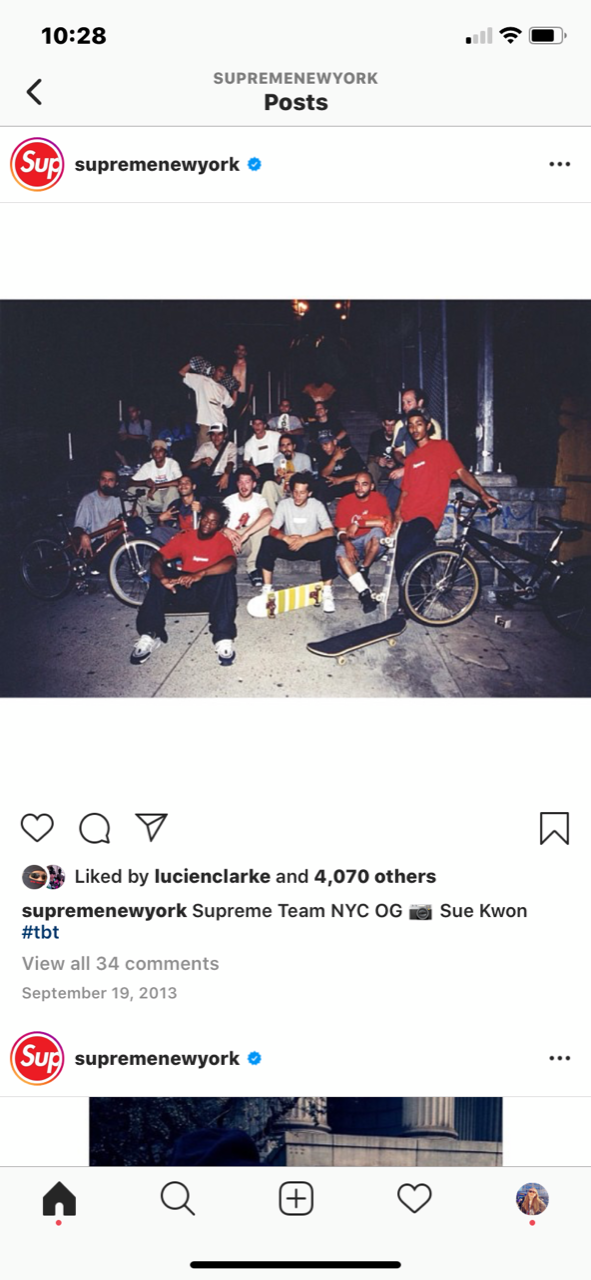 10:28
SUPREMENEWYORK
Posts
Sup
supremenewyork
Liked by lucienclarke and 4,070 others
supremenewyork Supreme Team NYC OG 📷 Sue Kwon
#tbt
View all 34 comments
September 19, 2013
Sup
supremenewyork